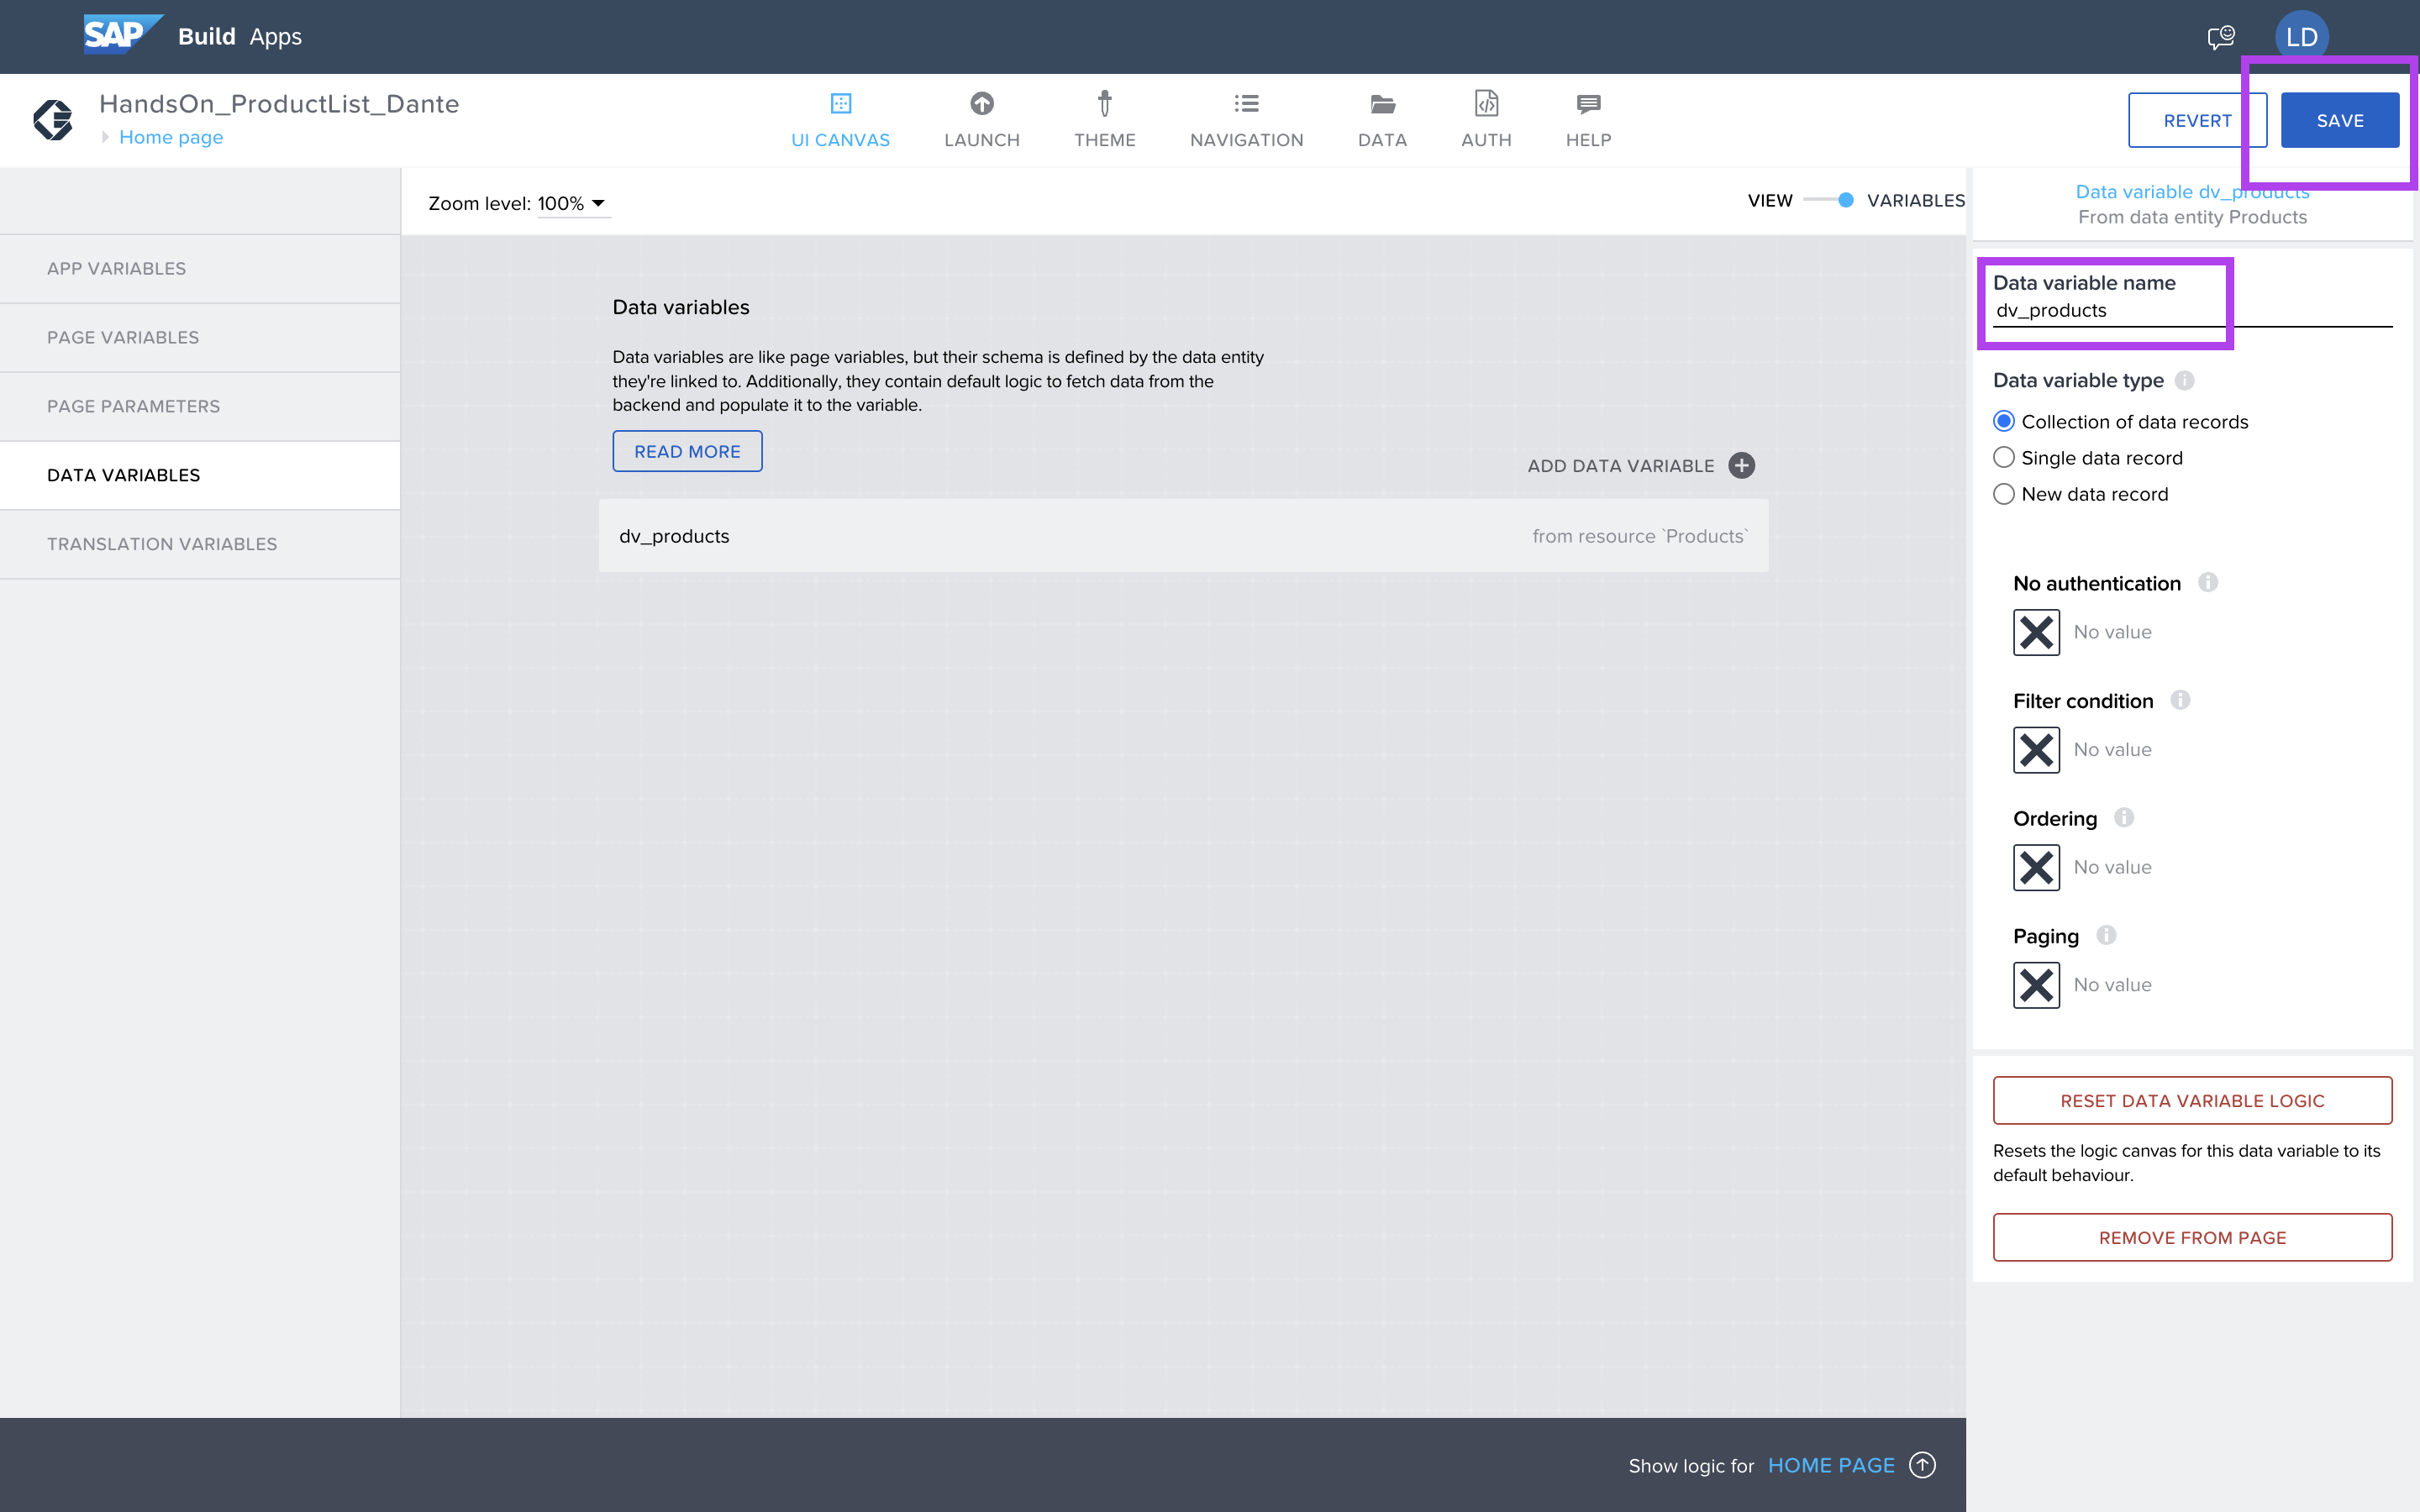 SAP Build Apps
LD
HandsOn_ProductList_Dante
Home page
UI CANVAS
LAUNCH
THEME
NAVIGATION
DATA
AUTH
HELP
REVERT
SAVE
Zoom level: 100%
VIEW
VARIABLES
Data variable dv_products
From data entity Products
APP VARIABLES
PAGE VARIABLES
PAGE PARAMETERS
DATA VARIABLES
TRANSLATION VARIABLES
Data variables
Data variables are like page variables, but their schema is defined by the data entity
they're linked to. Additionally, they contain default logic to fetch data from the
backend and populate it to the variable.
READ MORE
ADD DATA VARIABLE
dv_products
from resource `Products`
Data variable name
dv_products
Data variable type
Collection of data records
Single data record
New data record
No authentication
No value
Filter condition
No value
Ordering
No value
Paging
No value
RESET DATA VARIABLE LOGIC
Resets the logic canvas for this data variable to its
default behaviour.
REMOVE FROM PAGE
Show logic for HOME PAGE